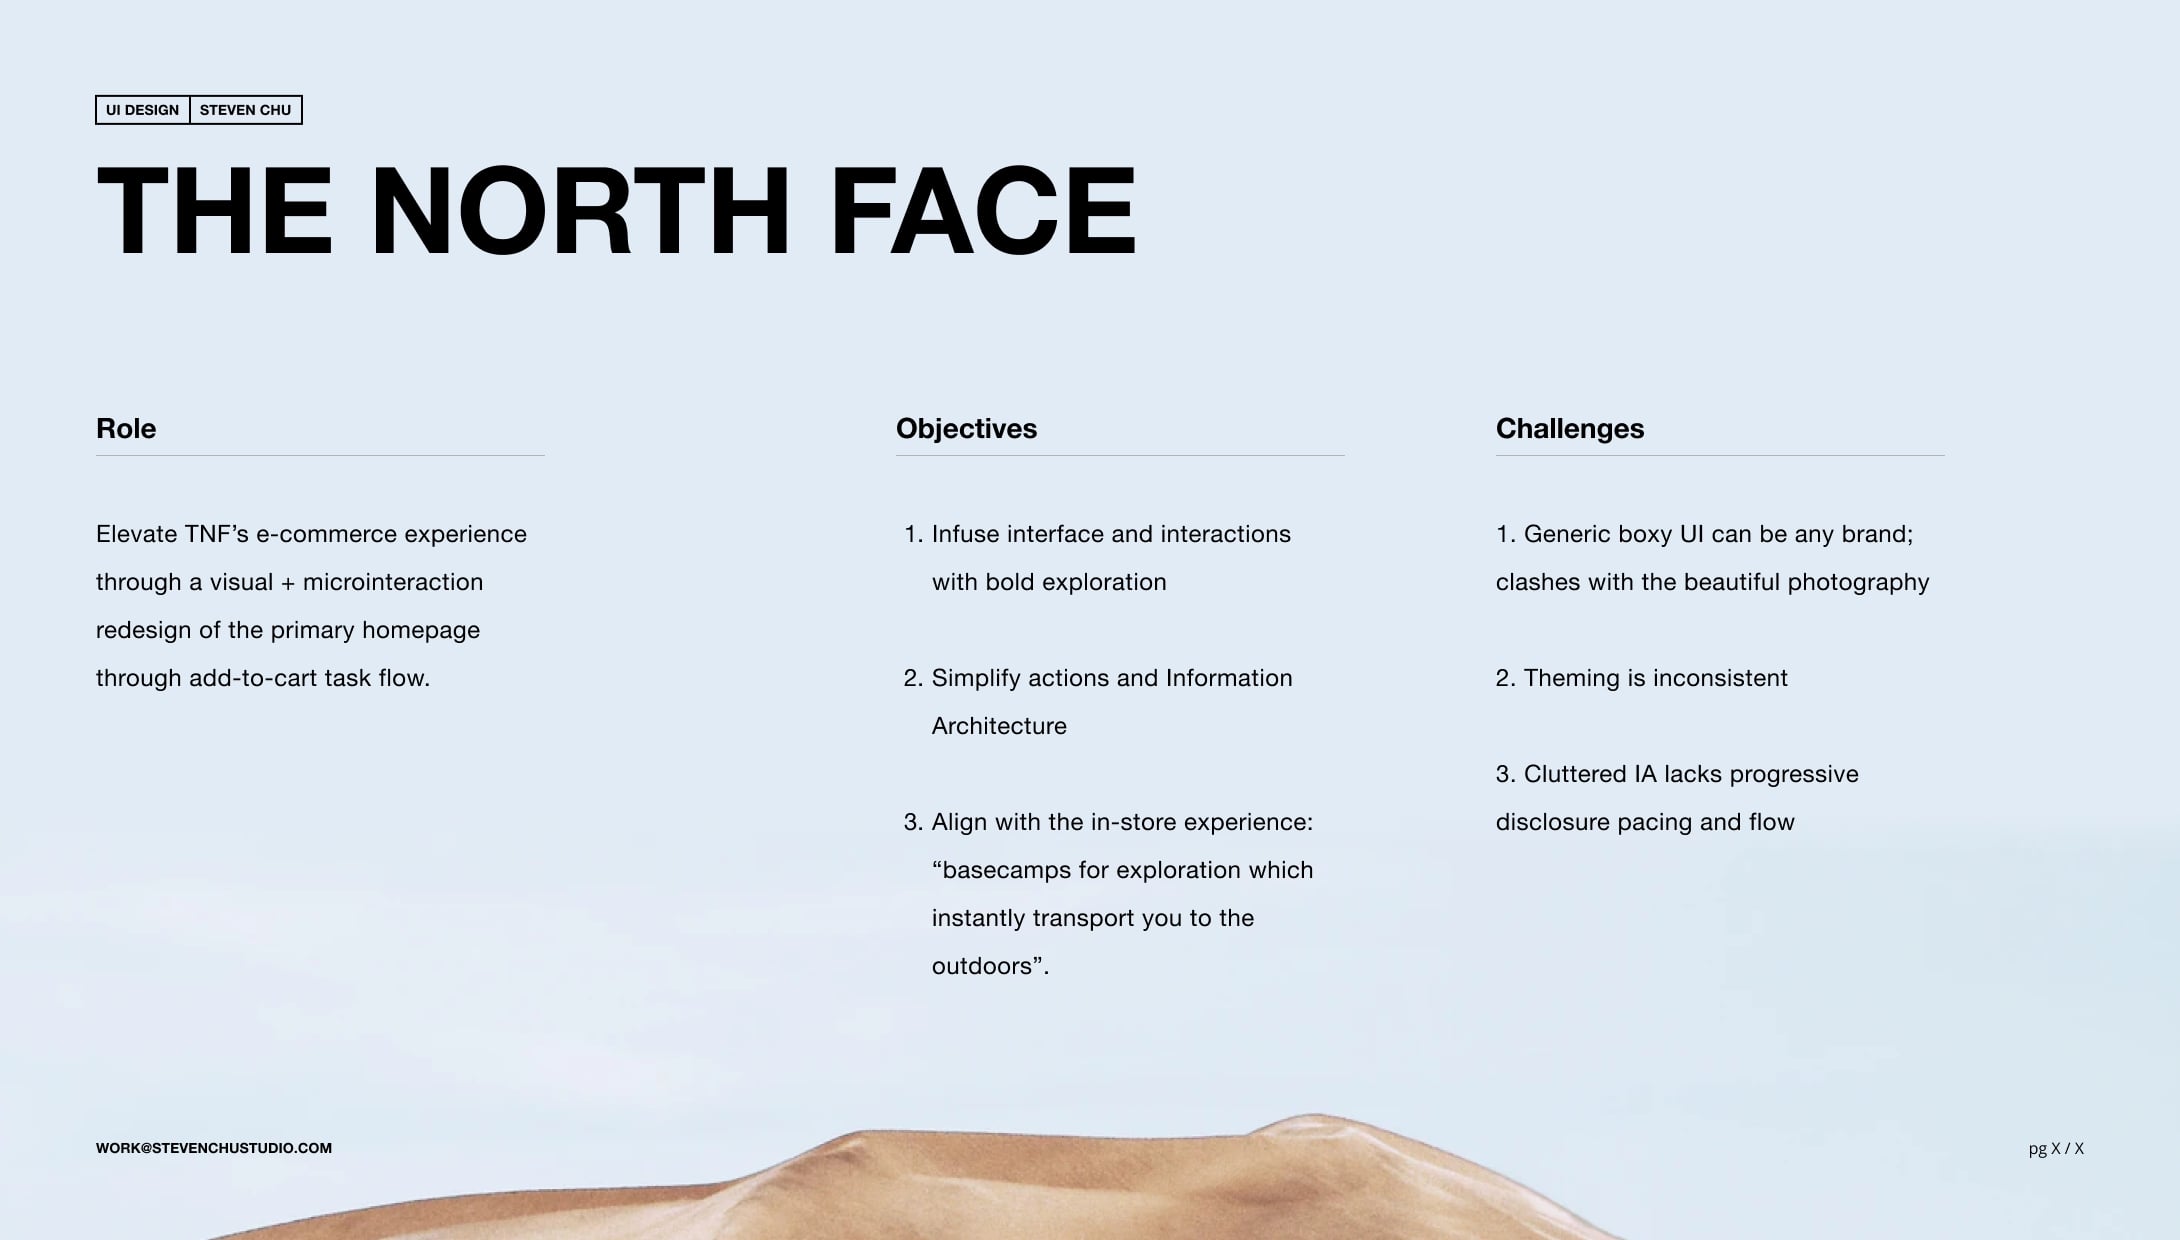 UI DESIGN STEVEN CHU
THE NORTH FACE
Role
Elevate TNF’s e-commerce experience
through a visual + microinteraction
redesign of the primary homepage
through add-to-cart task flow.
Objectives
1. Infuse interface and interactions
with bold exploration
2. Simplify actions and Information
Architecture
3. Align with the in-store experience:
“basecamps for exploration which
instantly transport you to the
outdoors”.
Challenges
1. Generic boxy UI can be any brand;
clashes with the beautiful photography
2. Theming is inconsistent
3. Cluttered IA lacks progressive
disclosure pacing and flow
WORK@STEVENCHUSTUDIO.COM
pg X / X